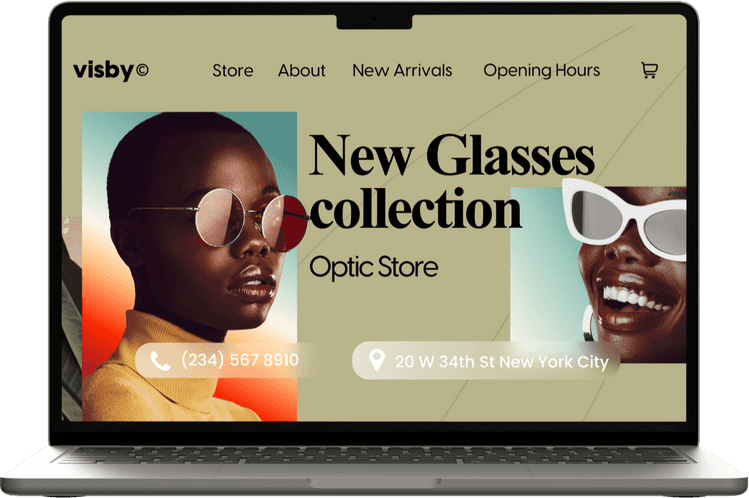 visby©
Store
About
New Arrivals
Opening Hours
New Glasses
collection
Optic Store
(234) 567 8910
20 W 34th St New York City